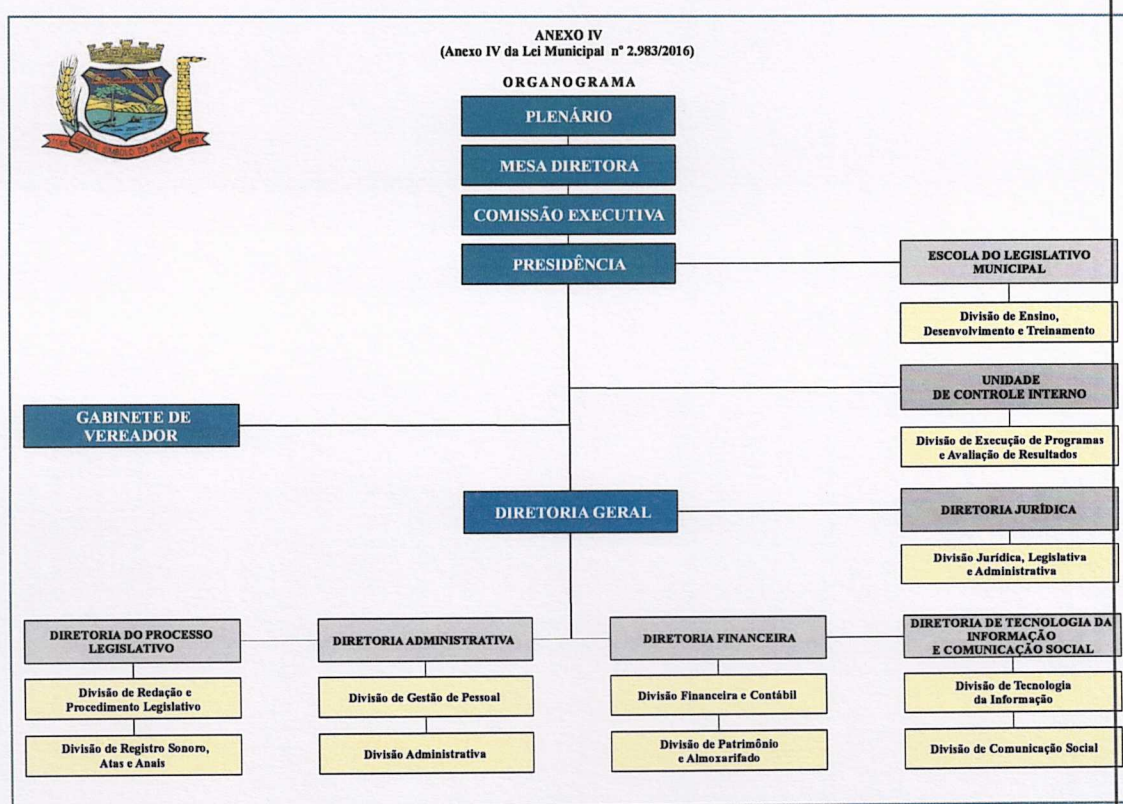 ANEXO IV
(Anexo IV da Lei Municipal nº 2.983/2016)
ORGANOGRAMA
PLENÁRIO
MESA DIRETORA
COMISSÃO EXECUTIVA
PRESIDÊNCIA
ESCOLA DO LEGISLATIVO
MUNICIPAL
Divisão de Ensino,
Desenvolvimento e Treinamento
UNIDADE
DE CONTROLE INTERNO
Divisão de Execução de Programas
e Avaliação de Resultados
GABINETE DE
VEREADOR
DIRETORIA GERAL
DIRETORIA JURÍDICA
Divisão Jurídica, Legislativa
e Administrativa
DIRETORIA DO PROCESSO
LEGISLATIVO
Divisão de Redação e
Procedimento Legislativo
Divisão de Registro Sonoro,
Atas e Anais
DIRETORIA ADMINISTRATIVA
Divisão de Gestão de Pessoal
Divisão Administrativa
DIRETORIA FINANCEIRA
Divisão Financeira e Contábil
Divisão de Patrimônio
e Almoxarifado
DIRETORIA DE TECNOLOGIA DA
INFORMAÇÃO
E COMUNICAÇÃO SOCIAL
Divisão de Tecnologia
da Informação
Divisão de Comunicação Social